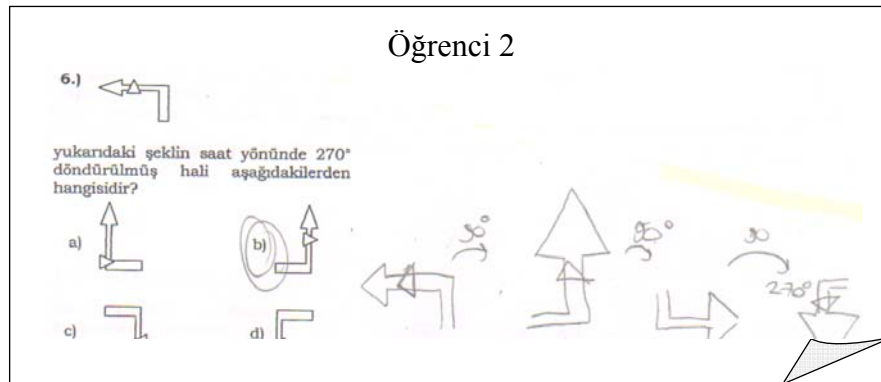 Öğrenci 2
6.)
yukarıdaki şeklin saat yönünde 270°
döndürülmüş hali aşağıdakilerden
hangisidir?
a)
b)
c)
d)
90°
90°
90
270°